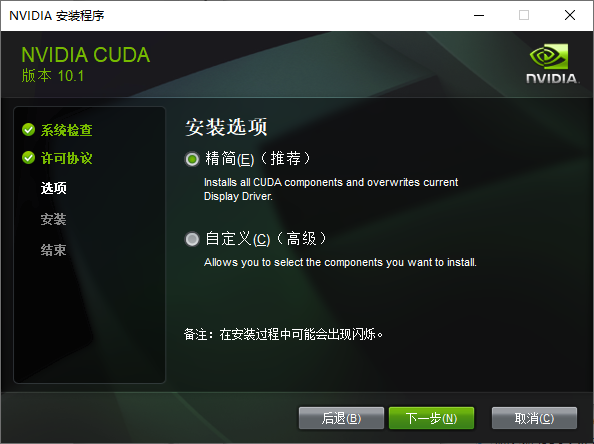 NVIDIA 安装程序
NVIDIA CUDA
版本 10.1
NVIDIA.
系统检查
许可协议
选项
安装
结束
安装选项
精简(E)（推荐）
Installs all CUDA components and overwrites current
Display Driver.
自定义(C)（高级）
Allows you to select the components you want to install.
备注：在安装过程中可能会出现闪烁。
后退(B)
下一步(N)
取消(C)